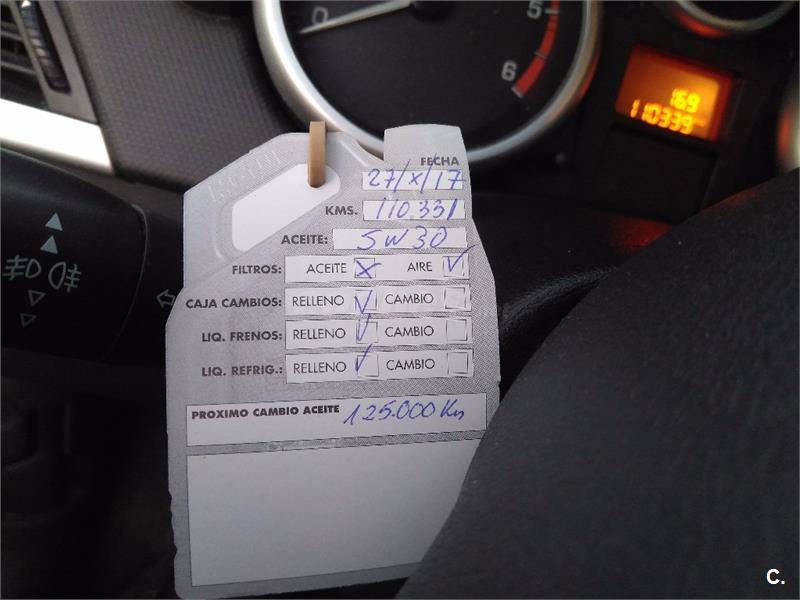 0
5
6
169
110339
FECHA
27/X/17
KMS. 110.331
ACEITE: 5W30
FILTROS: ACEITE X AIRE ✓
CAJA CAMBIOS: RELLENO ✓ CAMBIO
LIQ. FRENOS: RELLENO ✓ CAMBIO
LIQ. REFRIG.: RELLENO ✓ CAMBIO
PROXIMO CAMBIO ACEITE 125.000 Km
C.